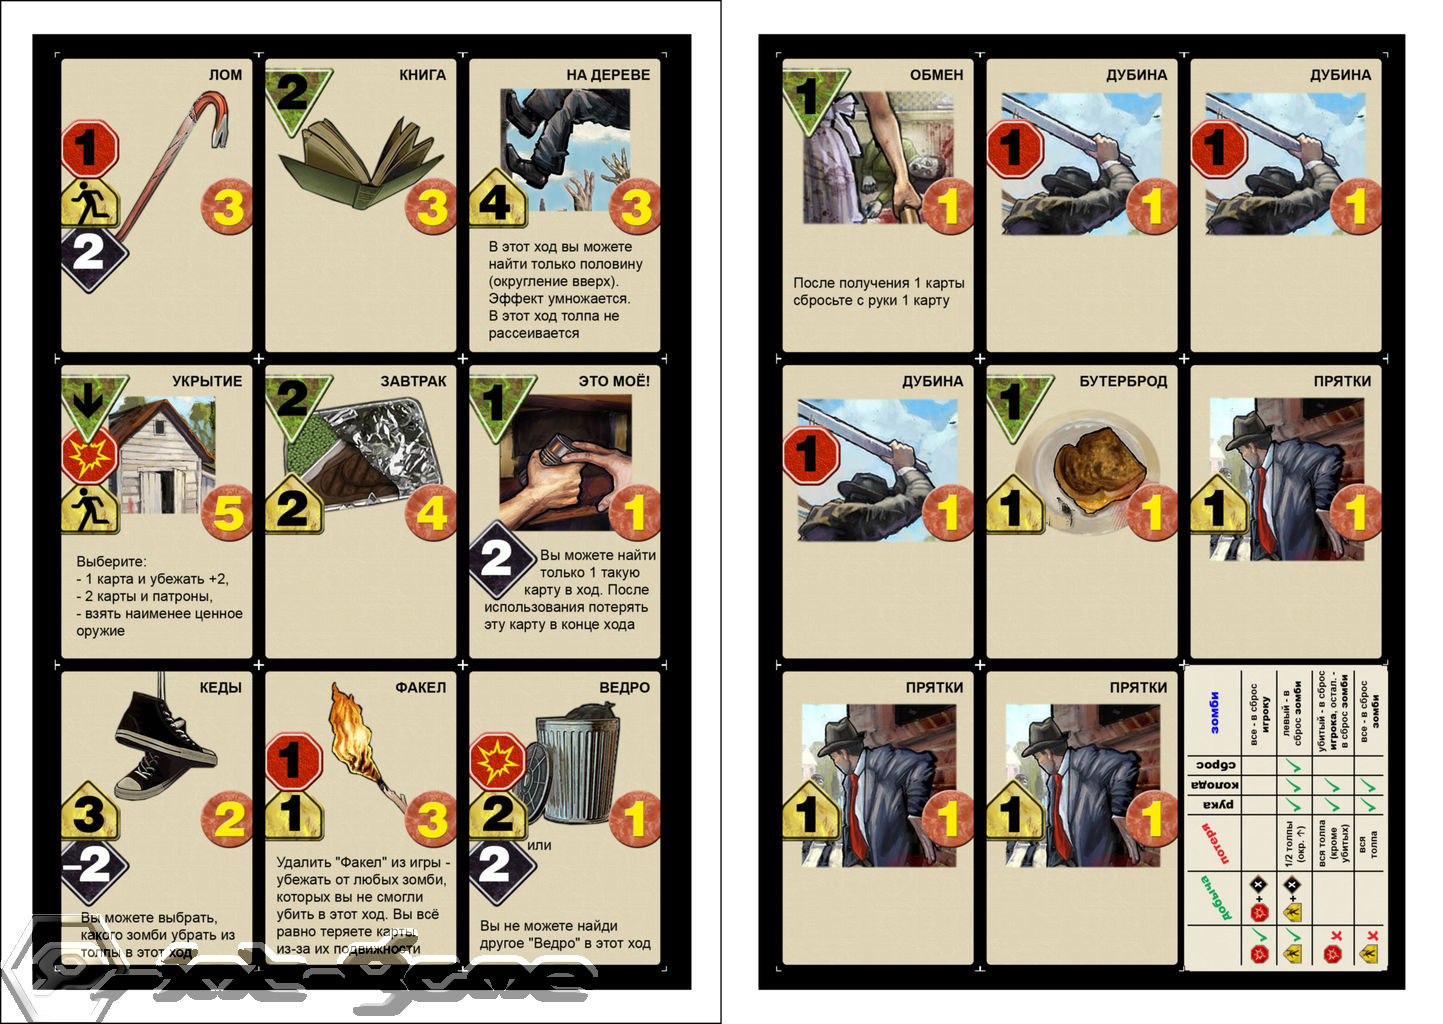 ЛОМ
1
2
3
КНИГА
2
3
НА ДЕРЕВЕ
4
3
В этот ход вы можете
найти только половину
(округление вверх).
Эффект умножается.
В этот ход толпа не
рассеивается
УКРЫТИЕ
5
Выберите:
- 1 карта и убежать +2,
- 2 карты и патроны,
- взять наименее ценное
оружие
ЗАВТРАК
2
2
4
ЭТО МОЁ!
1
1
2
Вы можете найти
только 1 такую
карту в ход. После
использования потерять
эту карту в конце хода
КЕДЫ
3
2
-2
Вы можете выбрать,
какого зомби убрать из
толпы в этот ход
ФАКЕЛ
1
1
3
Удалить "Факел" из игры -
убежать от любых зомби,
которых вы не смогли
убить в этот ход. Вы всё
равно теряете карты
из-за их подвижности
ВЕДРО
2
1
или
2
Вы не можете найди
другое "Ведро" в этот ход
ОБМЕН
1
1
После получения 1 карты
сбросьте с руки 1 карту
ДУБИНА
1
1
ДУБИНА
1
1
ДУБИНА
1
1
БУТЕРБРОД
1
1
1
ПРЯТКИ
1
1
ПРЯТКИ
1
1
ПРЯТКИ
1
1
зомби
все - в сброс
игроку
левый - в
сброс зомби
убитый - в сброс
игрока, остал. -
в сброс зомби
все - в сброс
зомби
сброс
колода
рука
потеря
1/2 толпы
(окр. ↑)
вся толпа
(кроме
убитых)
вся
толпа
добыча
+ x
+ x